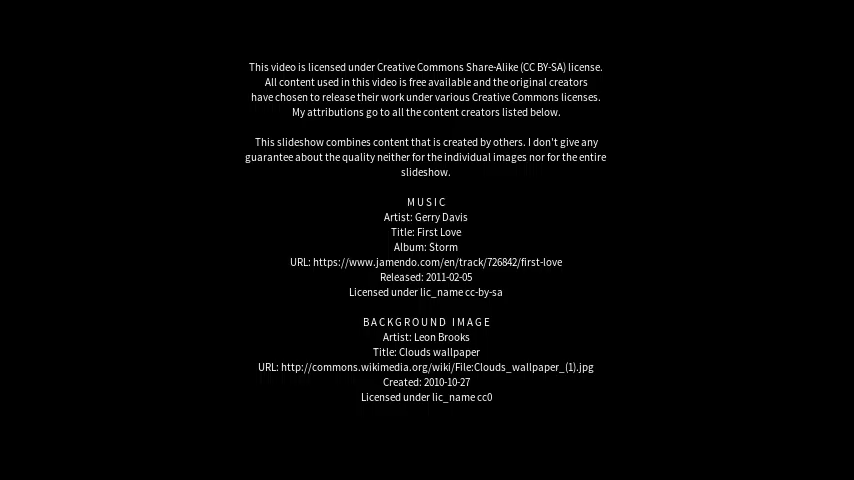 This video is licensed under Creative Commons Share-Alike (CC BY-SA) license.
All content used in this video is free available and the original creators
have chosen to release their work under various Creative Commons licenses.
My attributions go to all the content creators listed below.
This slideshow combines content that is created by others. I don't give any
guarantee about the quality neither for the individual images nor for the entire
slideshow.
MUSIC
Artist: Gerry Davis
Title: First Love
Album: Storm
URL: https://www.jamendo.com/en/track/726842/first-love
Released: 2011-02-05
Licensed under lic_name cc-by-sa
BACKGROUND IMAGE
Artist: Leon Brooks
Title: Clouds wallpaper
URL: http://commons.wikimedia.org/wiki/File:Clouds_wallpaper_(1).jpg
Created: 2010-10-27
Licensed under lic_name cc0